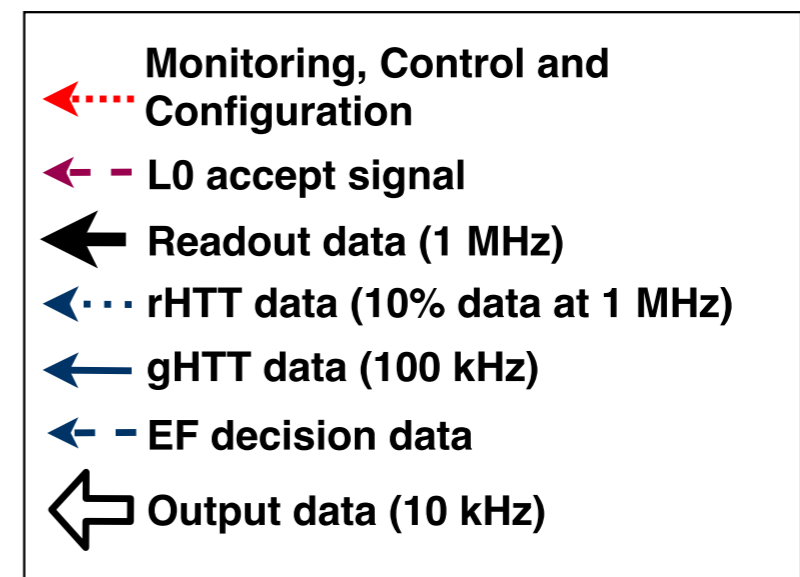 Monitoring, Control and
Configuration
L0 accept signal
Readout data (1 MHz)
rHTT data (10% data at 1 MHz)
gHTT data (100 kHz)
EF decision data
Output data (10 kHz)